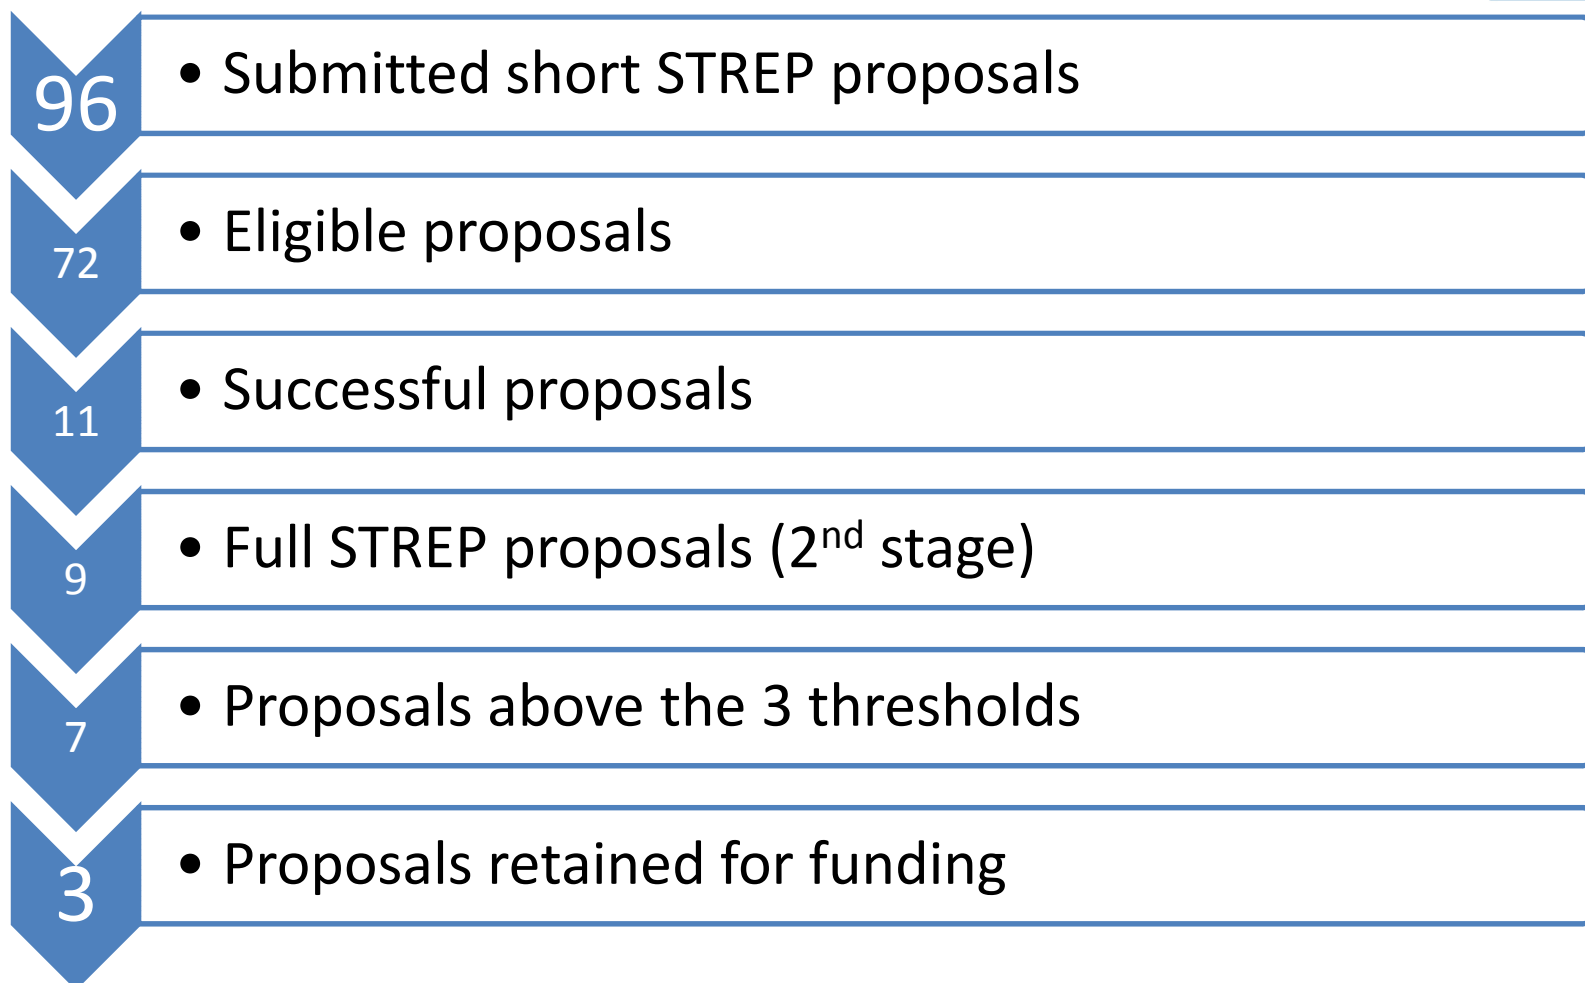 96
• Submitted short STREP proposals
72
• Eligible proposals
11
• Successful proposals
9
• Full STREP proposals (2nd stage)
7
• Proposals above the 3 thresholds
3
• Proposals retained for funding